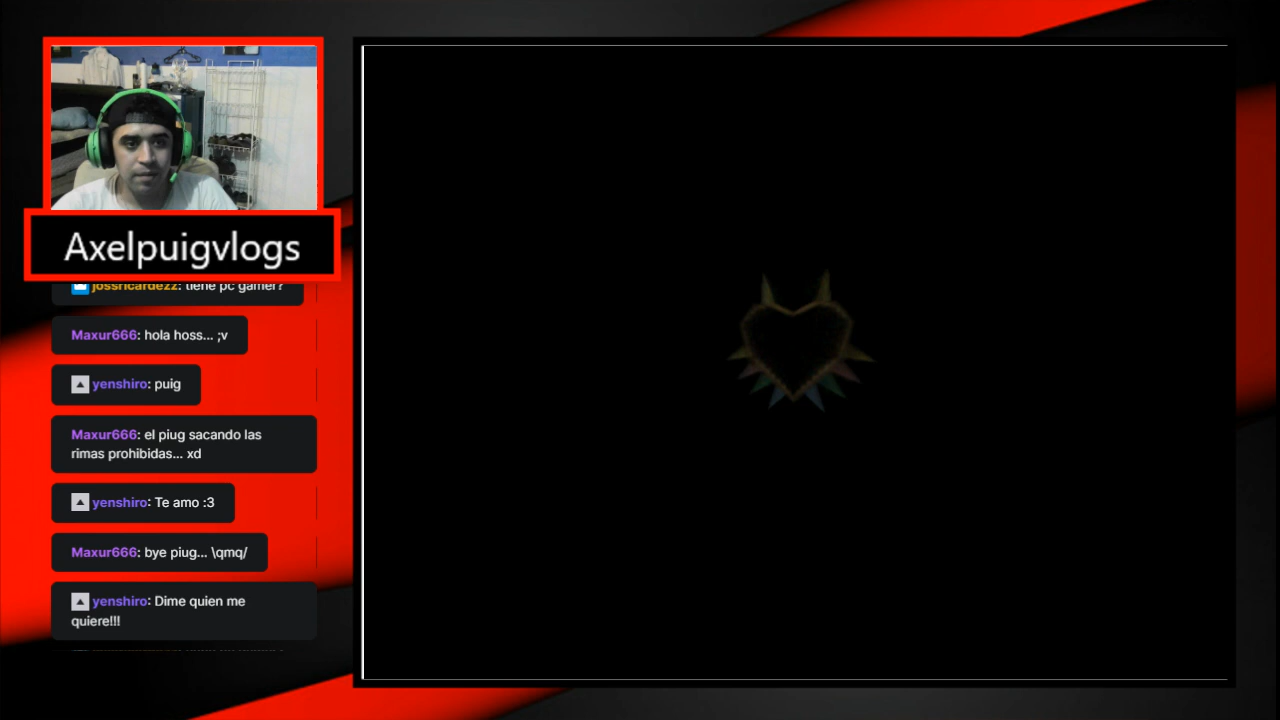 Axelpuigvlogs
jossricardezz: tiene pc gamer?
Maxur666: hola hoss... ;v
yenshiro: puig
Maxur666: el piug sacando las
rimas prohibidas... xd
yenshiro: Te amo :3
Maxur666: bye piug... \qmq/
yenshiro: Dime quien me
quiere!!!